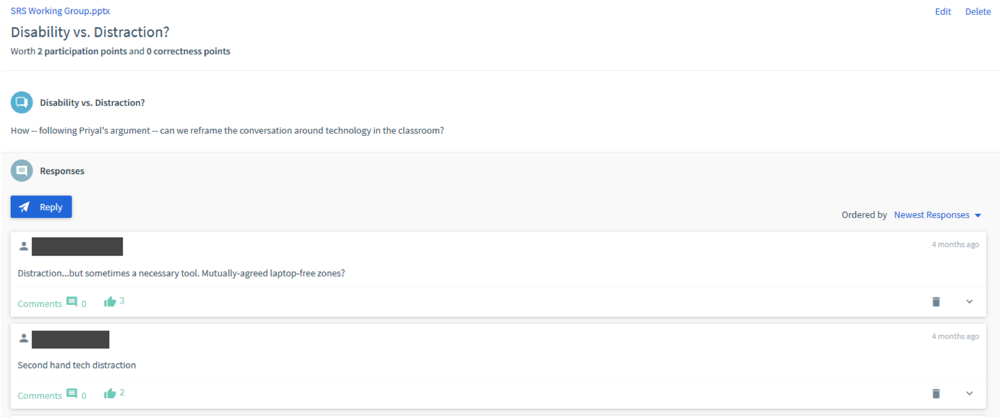 SRS Working Group.pptx
Edit Delete
Disability vs. Distraction?
Worth 2 participation points and 0 correctness points
Disability vs. Distraction?
How -- following Priyal's argument -- can we reframe the conversation around technology in the classroom?
Responses
Reply
Ordered by Newest Responses
4 months ago
Distraction...but sometimes a necessary tool. Mutually-agreed laptop-free zones?
Comments 0 3
4 months ago
Second hand tech distraction
Comments 0 2